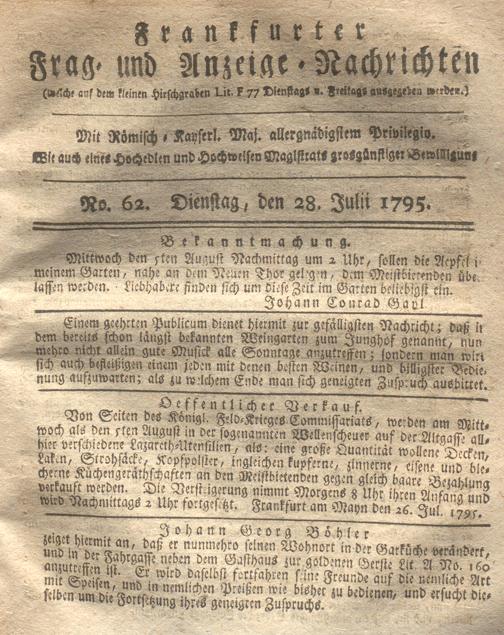 Frankfurter
Frag- und Anzeige-Nachrichten
(welche auf dem kleinen Hirschgraben Lit. F 77 Dienstags u. Freitags ausgegeben werden.)
Mit Römisch-Kayserl. Maj. allergnädigstem Privilegio.
Wie auch eines Hochedlen und Hochweisen Magistrats grosgünstiger Bewilligung
No. 62. Dienstag, den 28. Julii 1795.
Bekanntmachung.
Mittwoch den 5ten August Nachmittag um 2 Uhr, sollen die Aepfel i
meinem Garten, nahe an dem Neuen Thor gelegen, dem Meistbietenden übe
lassen werden. Liebhabere finden sich um diese Zeit im Garten beliebigst ein.
Johann Conrad Gayl
Einem geehrten Publicum dienet hiermit zur gefälligsten Nachricht; daß in
dem bereits schon längst bekannten Weingarten zum Junghof genannt, nun
mehro nicht allein gute Musick alle Sonntage anzutreffen; sondern man wird
sich auch befleißigen einem jeden mit denen besten Weinen, und billigster Bedie-
nung aufzuwarten; als zu welchem Ende man sich geneigten Zuspruch ausbittet.
Oeffentlicher Verkauf.
Von Seiten des Königl. Feld-Krieges Commissariats, werden am Mitt-
woch als den 5ten August in der sogenannten Wellenscheuer auf der Altgasse all-
hier verschiedene Lazareth-Utensilien, als: eine große Quantität wollene Decken,
Laken, Strohsäcke, Kopfpolster, ingleichen kupferne, zinnerne, eisene und ble-
cherne Küchengeräthschaften an den Meistbietenden gegen gleich baare Bezahlung
verkauft werden. Die Versteigerung nimmt Morgens 8 Uhr ihren Anfang und
wird Nachmittags 2 Uhr fortgesetzt. Frankfurt am Mayn den 26. Jul. 1795.
Johann Georg Böhler
zeiget hiermit an, daß er nunmehro seinen Wohnort in der Garküche verändert,
und in der Fahrgasse neben dem Gasthaus zur goldenen Gerste Lit. A No. 160
anzutreffen ist. Er wird daselbst fortfahren seine Freunde auf die nemliche Art
mit Speisen, und in nemlichen Preißen wie bisher zu bedienen, und ersucht die-
selben um die Fortsetzung ihres geneigten Zuspruchs.